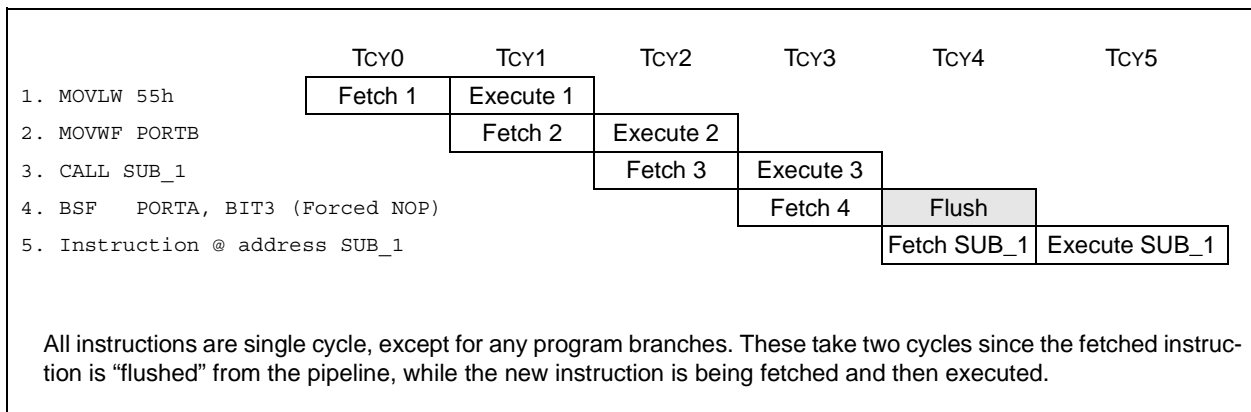 TCY0 TCY1 TCY2 TCY3 TCY4 TCY5
1. MOVLW 55h Fetch 1 Execute 1
2. MOVWF PORTB Fetch 2 Execute 2
3. CALL SUB_1 Fetch 3 Execute 3
4. BSF PORTA, BIT3 (Forced NOP) Fetch 4 Flush
5. Instruction @ address SUB_1 Fetch SUB_1 Execute SUB_1
All instructions are single cycle, except for any program branches. These take two cycles since the fetched instruc-
tion is “flushed” from the pipeline, while the new instruction is being fetched and then executed.